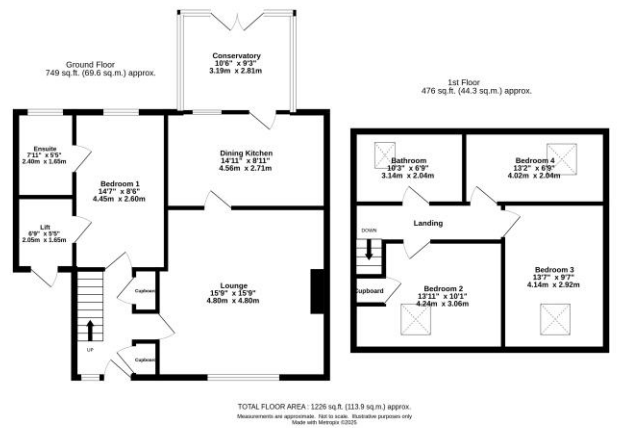 Ground Floor
749 sq.ft. (69.6 sq.m.) approx.
Conservatory
10'6" x 9'3"
3.19m x 2.81m
Ensuite
7'11" x 5'5"
2.40m x 1.65m
Bedroom 1
14'7" x 8'6"
4.45m x 2.60m
Dining Kitchen
14'11" x 8'11"
4.56m x 2.71m
Lift
6'9" x 5'5"
2.05m x 1.65m
Cupboard
Lounge
15'9" x 15'9"
4.80m x 4.80m
UP
Cupboard
1st Floor
476 sq.ft. (44.3 sq.m.) approx.
Bathroom
10'3" x 6'9"
3.14m x 2.04m
Bedroom 4
13'2" x 6'9"
4.02m x 2.04m
Landing
DOWN
Cupboard
Bedroom 2
13'11" x 10'1"
4.24m x 3.06m
Bedroom 3
13'7" x 9'7"
4.14m x 2.92m
TOTAL FLOOR AREA : 1226 sq.ft. (113.9 sq.m.) approx.
Measurements are approximate. Not to scale. Illustrative purposes only
Made with Metropix ©2025